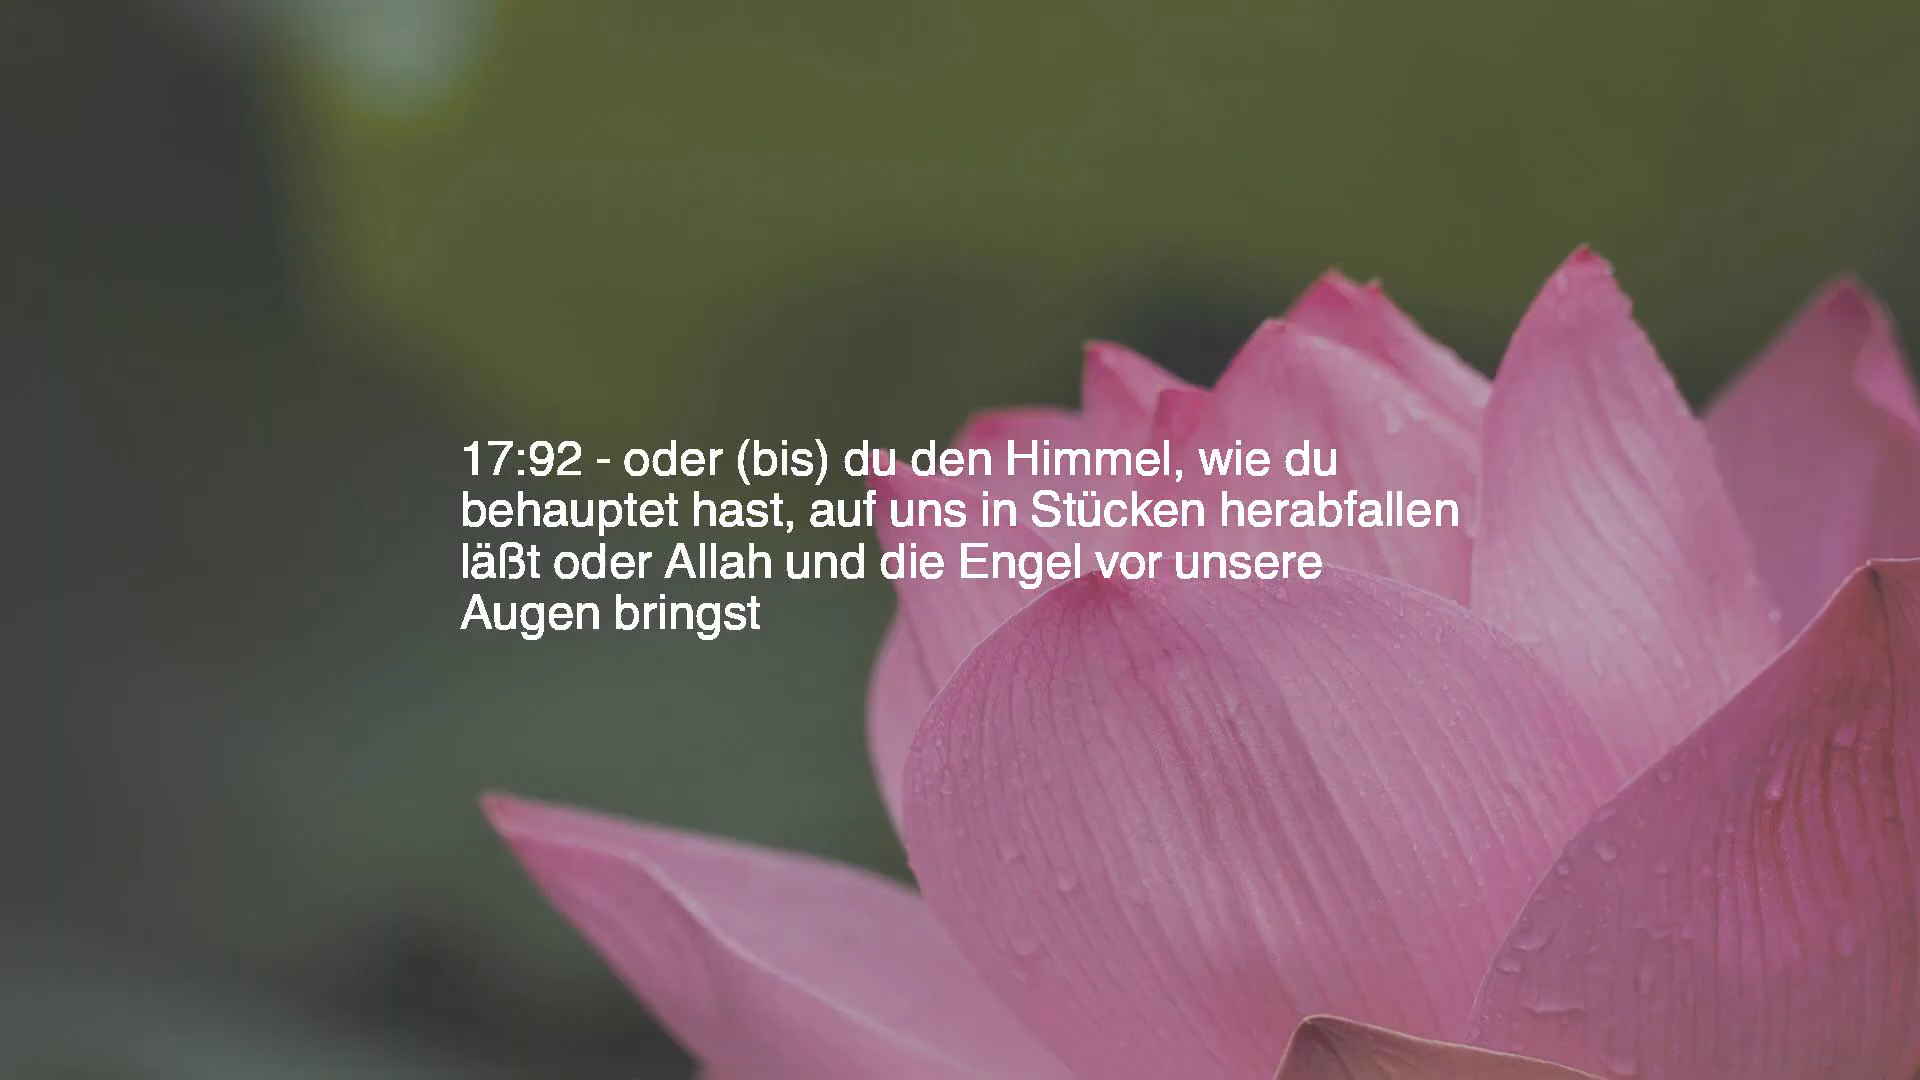 17:92 - oder (bis) du den Himmel, wie du
behauptet hast, auf uns in Stücken herabfallen
läßt oder Allah und die Engel vor unsere
Augen bringst